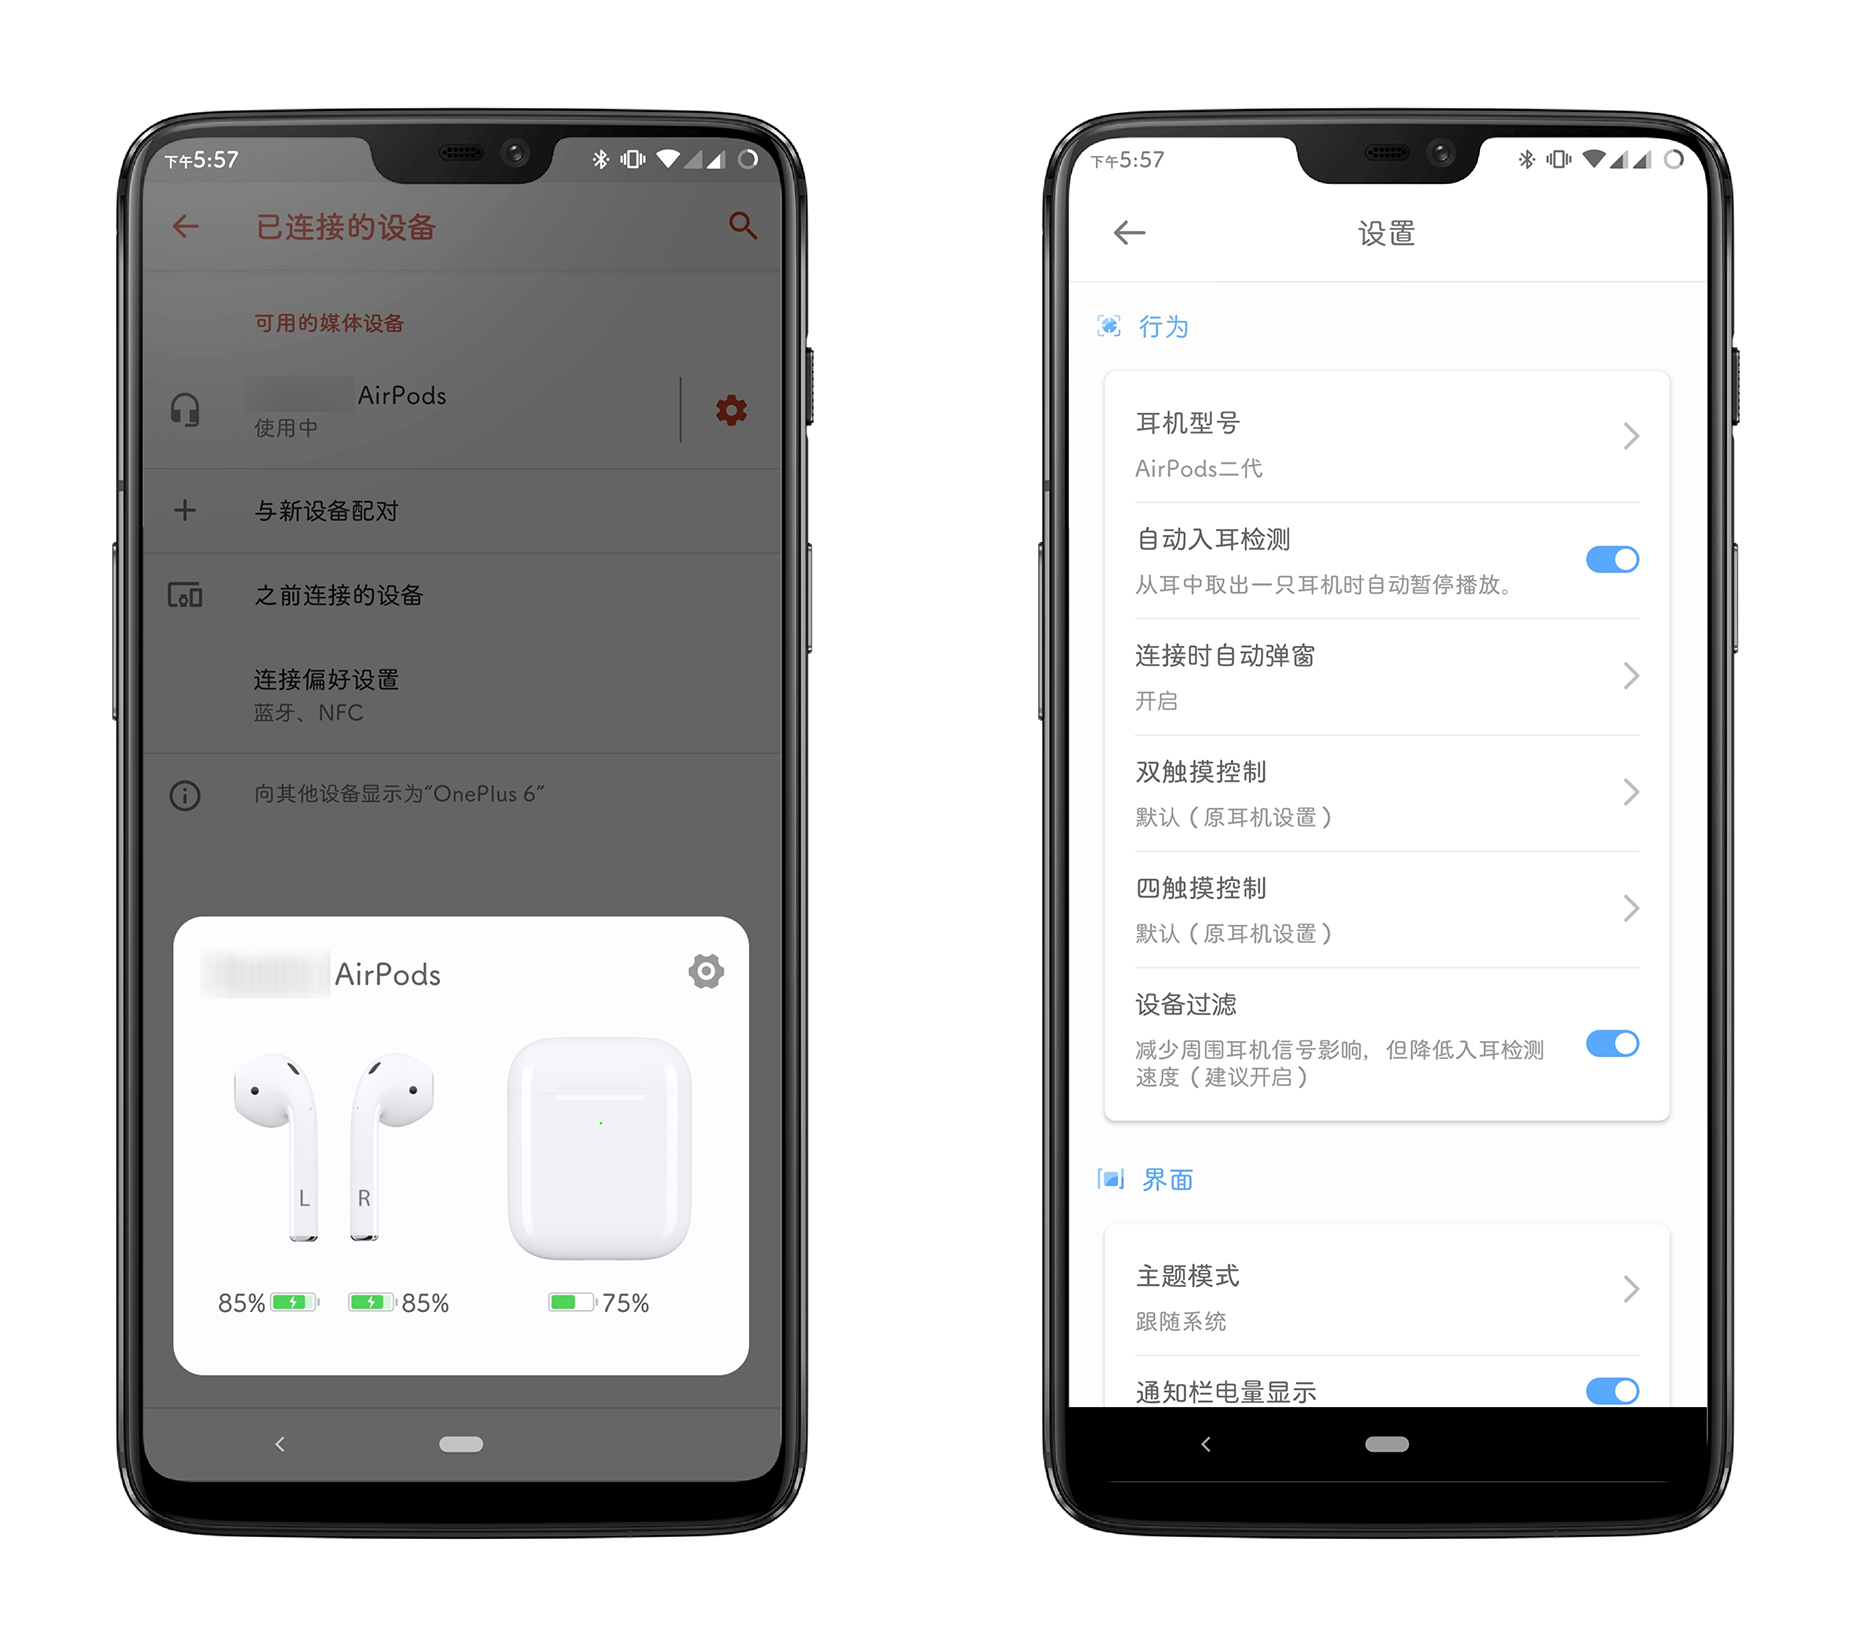 下午5:57
已连接的设备
可用的媒体设备
AirPods
使用中
与新设备配对
之前连接的设备
连接偏好设置
蓝牙、NFC
向其他设备显示为“OnePlus 6”
AirPods
L
R
85%
85%
75%
下午5:57
设置
行为
耳机型号
AirPods二代
自动入耳检测
从耳中取出一只耳机时自动暂停播放。
连接时自动弹窗
开启
双触摸控制
默认（原耳机设置）
四触摸控制
默认（原耳机设置）
设备过滤
减少周围耳机信号影响，但降低入耳检测
速度（建议开启）
界面
主题模式
跟随系统
通知栏电量显示